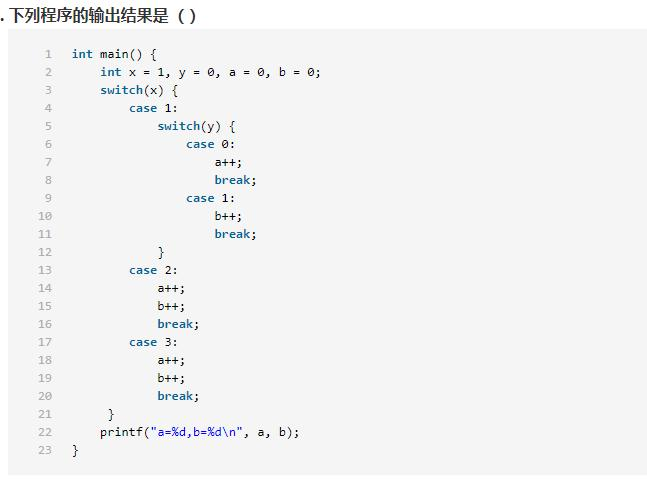 . 下列程序的输出结果是（ ）
1 int main() {
2     int x = 1, y = 0, a = 0, b = 0;
3     switch(x) {
4         case 1:
5             switch(y) {
6                 case 0:
7                     a++;
8                     break;
9                 case 1:
10                     b++;
11                     break;
12             }
13         case 2:
14             a++;
15             b++;
16             break;
17         case 3:
18             a++;
19             b++;
20             break;
21      }
22     printf("a=%d,b=%d\n", a, b);
23 }